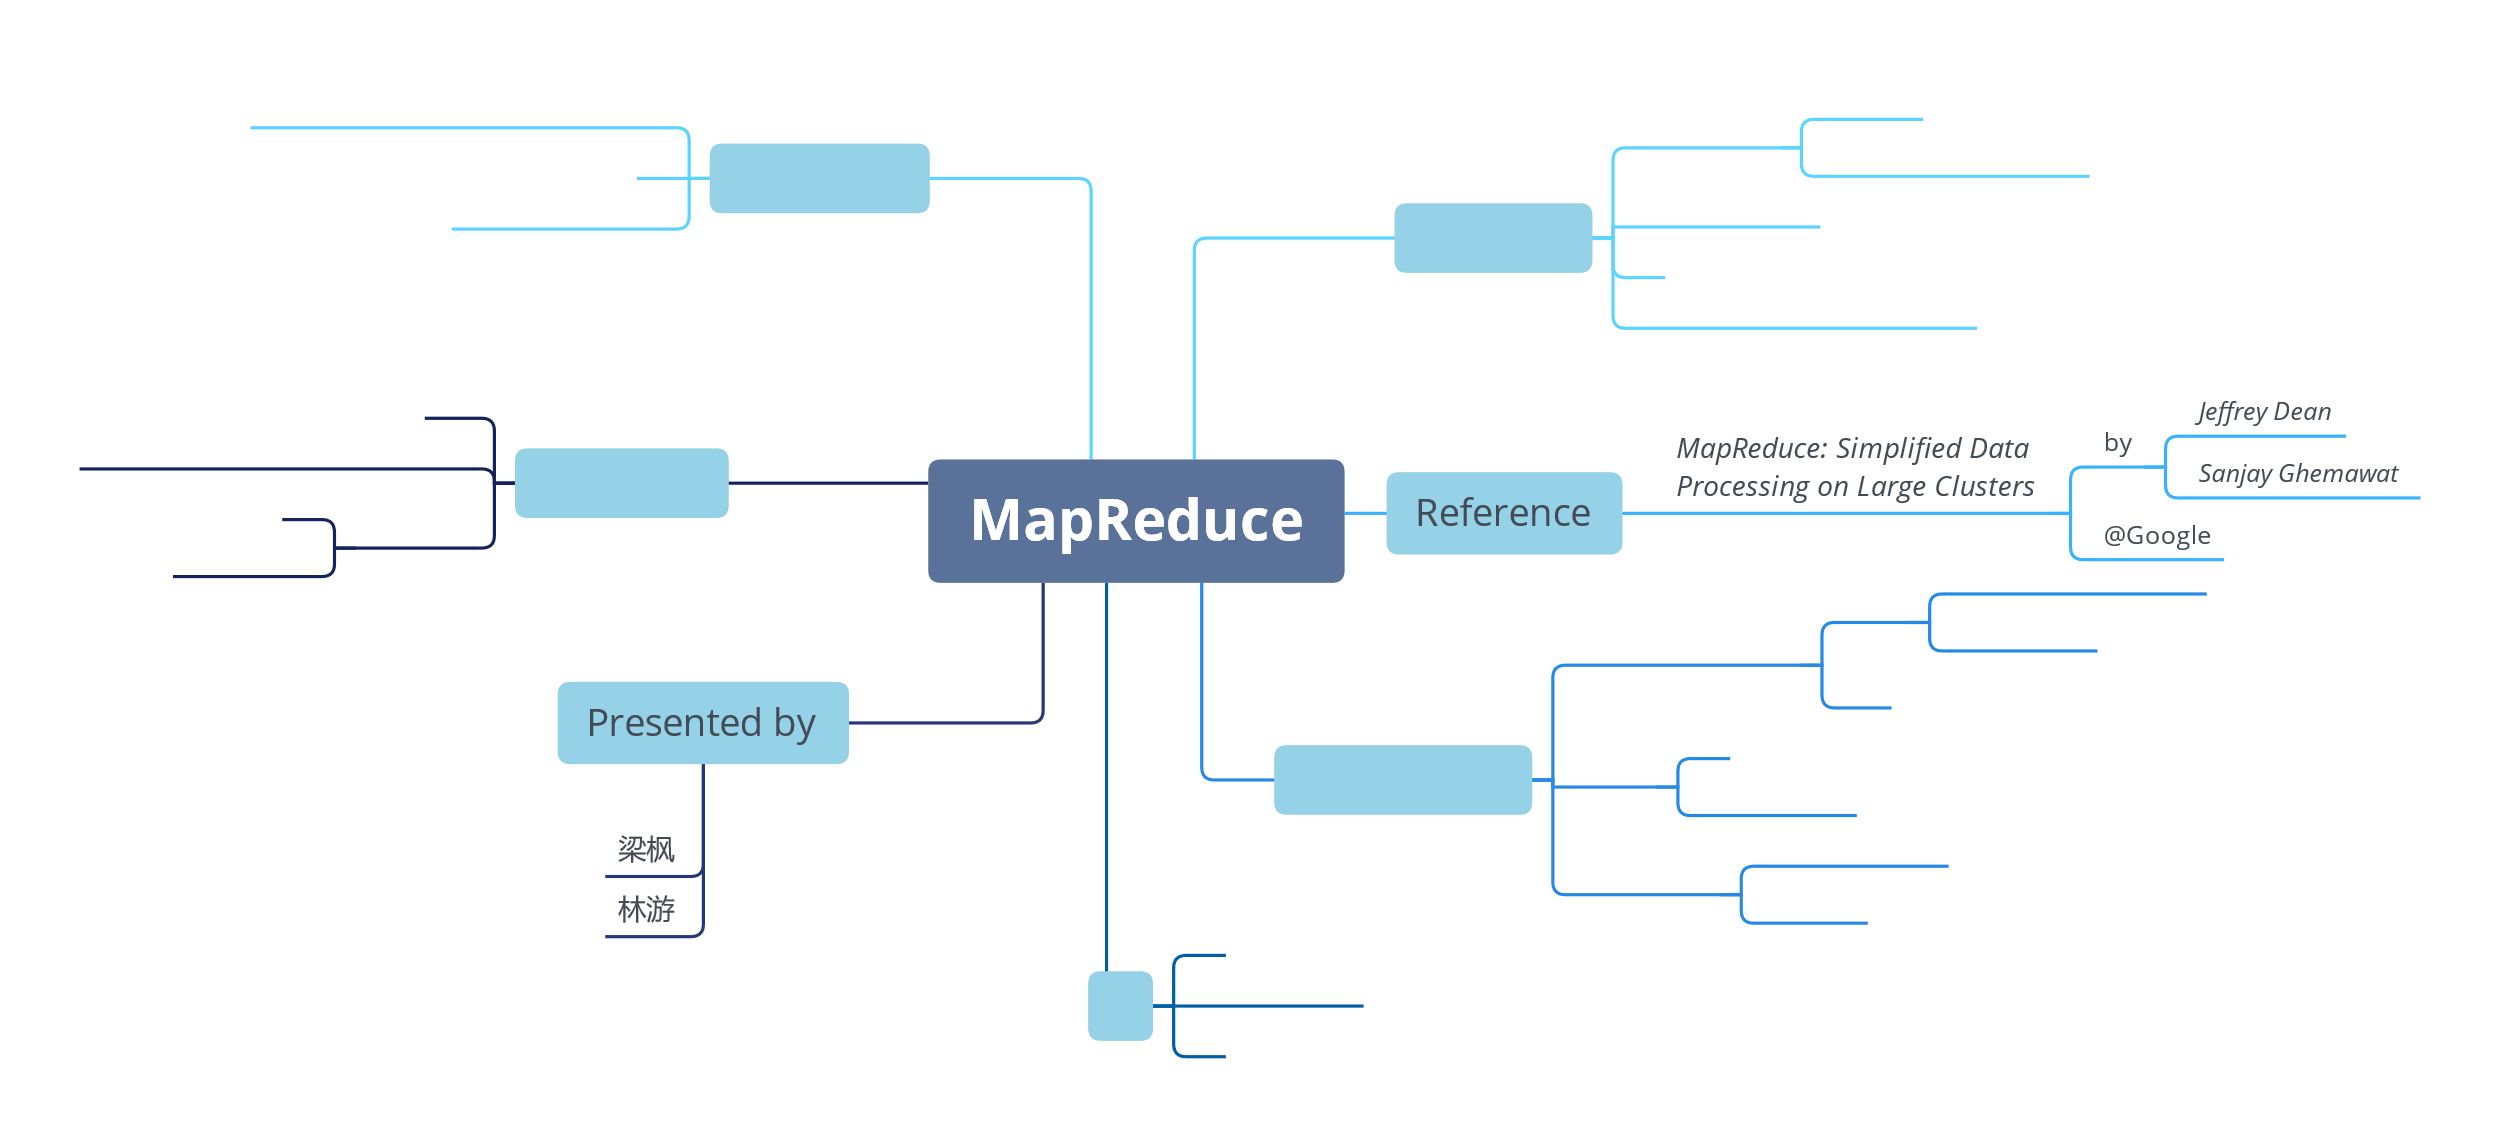 MapReduce
Reference
MapReduce: Simplified Data
Processing on Large Clusters
by
Jeffrey Dean
Sanjay Ghemawat
@Google
Presented by
梁枫
林游